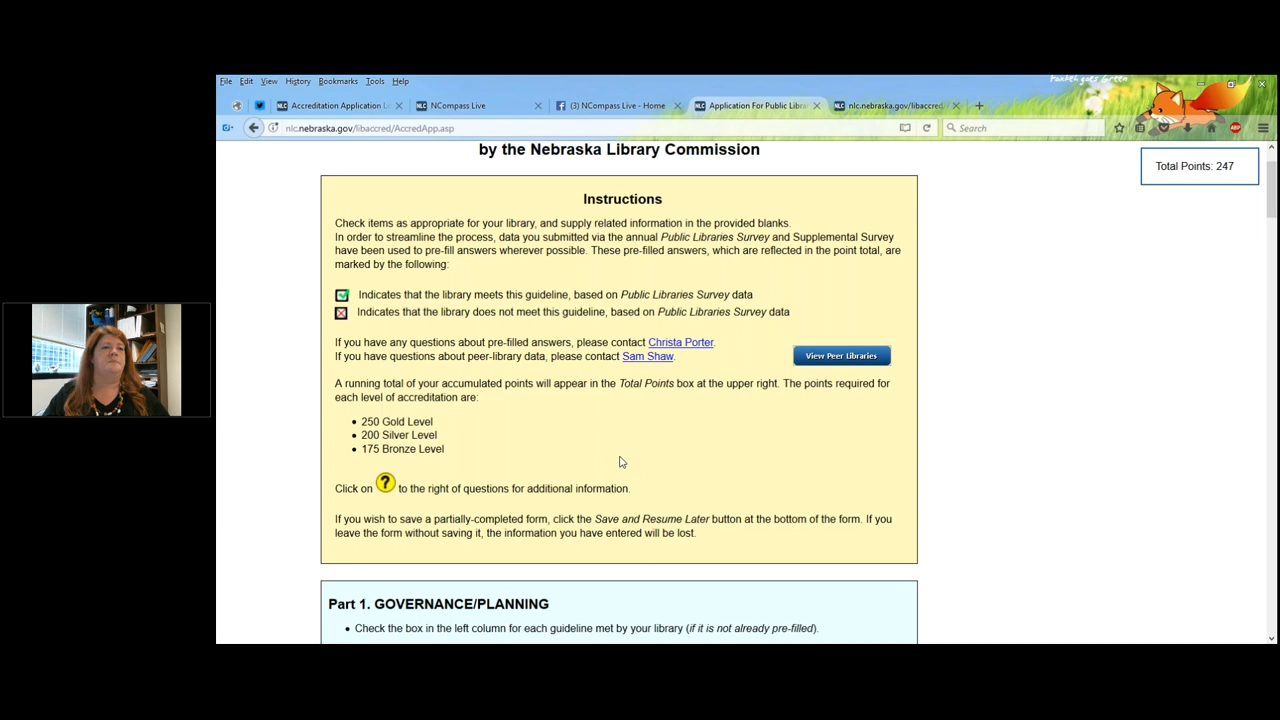 Foxkeh goes Green
File Edit View History Bookmarks Tools Help
NLC Accreditation Application Lo NLC NCompass Live (3) NCompass Live - Home NLC Application For Public Libra NLC nlc.nebraska.gov/libaccred
nlc.nebraska.gov/libaccred/AccredApp.asp Search ABP
by the Nebraska Library Commission
Total Points: 247
Instructions
Check items as appropriate for your library, and supply related information in the provided blanks.
In order to streamline the process, data you submitted via the annual Public Libraries Survey and Supplemental Survey
have been used to pre-fill answers wherever possible. These pre-filled answers, which are reflected in the point total, are
marked by the following:
Indicates that the library meets this guideline, based on Public Libraries Survey data
Indicates that the library does not meet this guideline, based on Public Libraries Survey data
If you have any questions about pre-filled answers, please contact Christa Porter.
If you have questions about peer-library data, please contact Sam Shaw.
View Peer Libraries
A running total of your accumulated points will appear in the Total Points box at the upper right. The points required for
each level of accreditation are:
• 250 Gold Level
• 200 Silver Level
• 175 Bronze Level
Click on ? to the right of questions for additional information.
If you wish to save a partially-completed form, click the Save and Resume Later button at the bottom of the form. If you
leave the form without saving it, the information you have entered will be lost.
Part 1. GOVERNANCE/PLANNING
• Check the box in the left column for each guideline met by your library (if it is not already pre-filled).